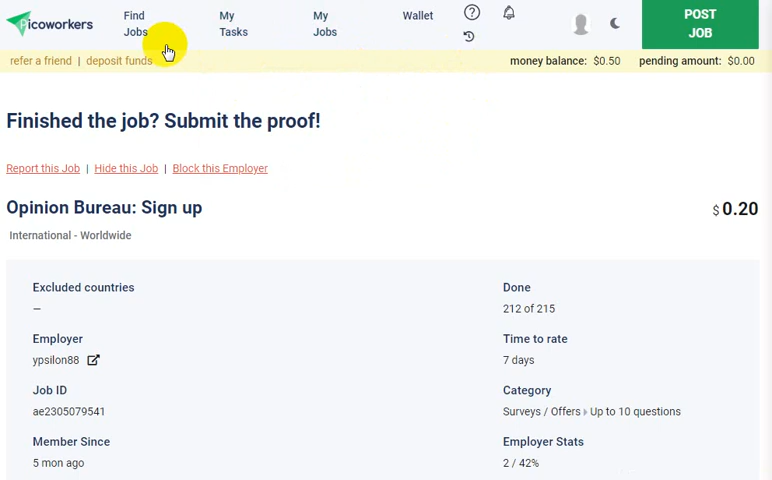 Picoworkers
Find Jobs
My Tasks
My Jobs
Wallet
POST JOB
refer a friend | deposit funds
money balance: $0.50 pending amount: $0.00
Finished the job? Submit the proof!
Report this Job | Hide this Job | Block this Employer
Opinion Bureau: Sign up
$ 0.20
International - Worldwide
Excluded countries
—
Done
212 of 215
Employer
ypsilon88
Time to rate
7 days
Job ID
ae2305079541
Category
Surveys / Offers Up to 10 questions
Member Since
5 mon ago
Employer Stats
2 / 42%